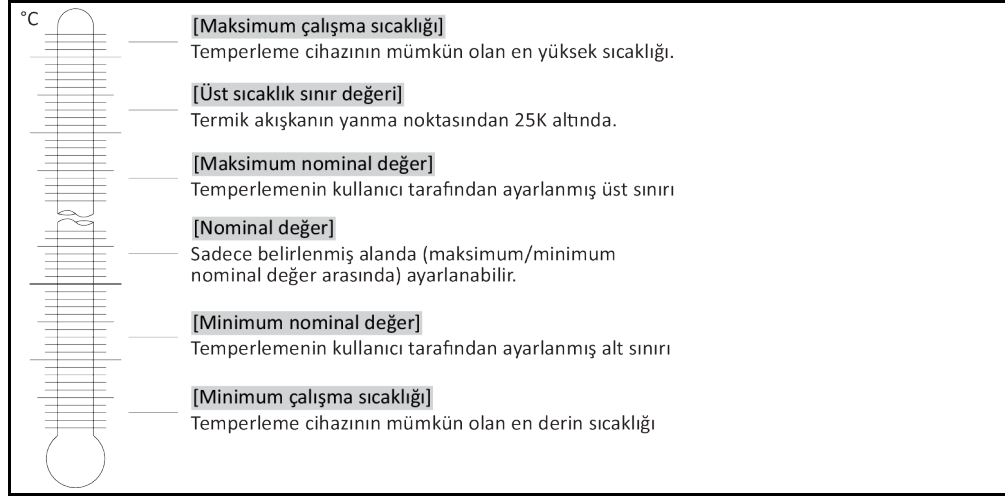 °C
[Maksimum çalışma sıcaklığı]
Temperleme cihazının mümkün olan en yüksek sıcaklığı.
[Üst sıcaklık sınır değeri]
Termik akışkanın yanma noktasından 25K altında.
[Maksimum nominal değer]
Temperlemenin kullanıcı tarafından ayarlanmış üst sınırı
[Nominal değer]
Sadece belirlenmiş alanda (maksimum/minimum
nominal değer arasında) ayarlanabilir.
[Minimum nominal değer]
Temperlemenin kullanıcı tarafından ayarlanmış alt sınırı
[Minimum çalışma sıcaklığı]
Temperleme cihazının mümkün olan en derin sıcaklığı